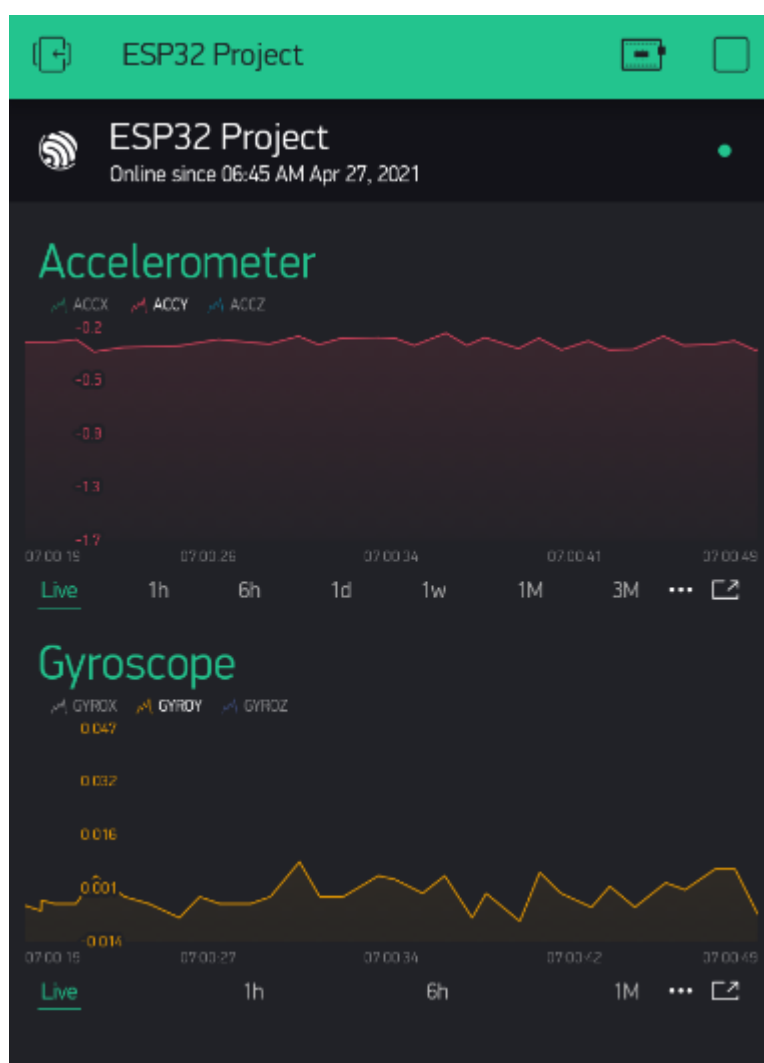 ESP32 Project
ESP32 Project
Online since 06:45 AM Apr 27, 2021
Accelerometer
ACCX ACCY ACCZ
-0.2
-0.5
-0.9
-1.3
-1.7
07:00:19 07:00:26 07:00:34 07:00:41 07:00:49
Live 1h 6h 1d 1w 1M 3M •••
Gyroscope
GYROX GYROY GYROZ
0.047
0.032
0.016
0.001
-0.014
07:00:19 07:00:27 07:00:34 07:00:42 07:00:49
Live 1h 6h 1M •••